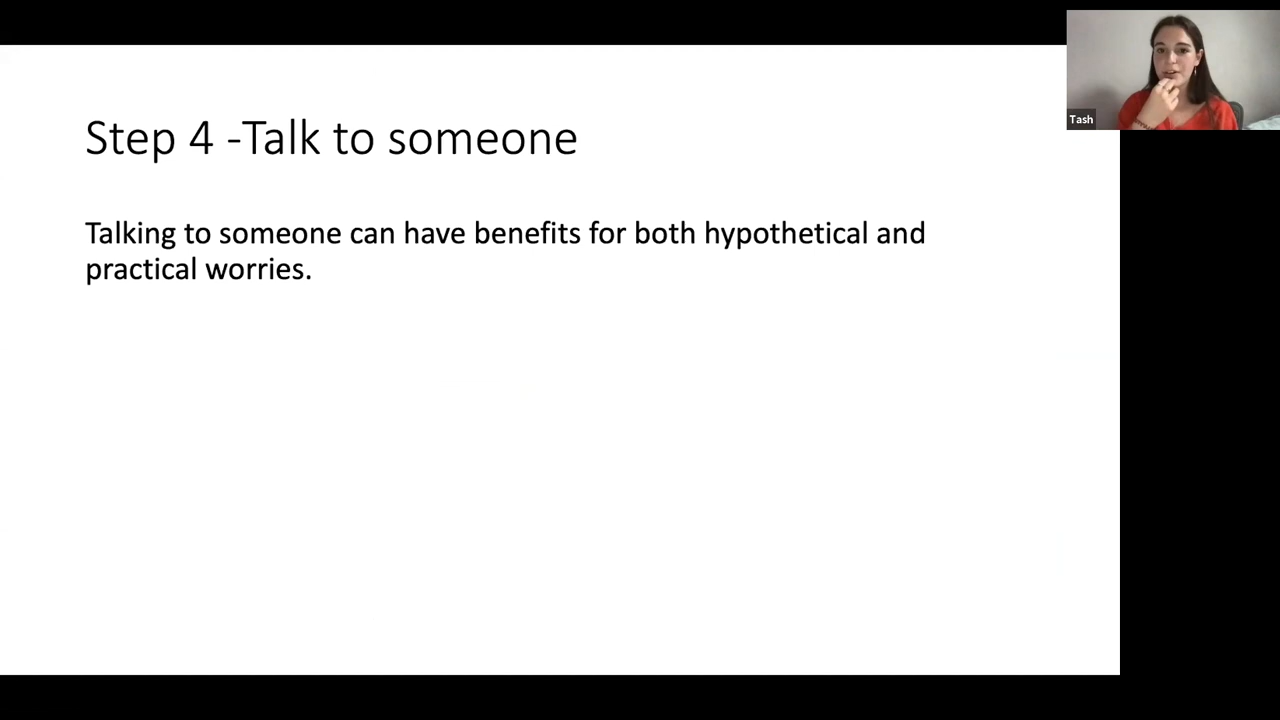 Step 4 -Talk to someone
Talking to someone can have benefits for both hypothetical and
practical worries.
Tash